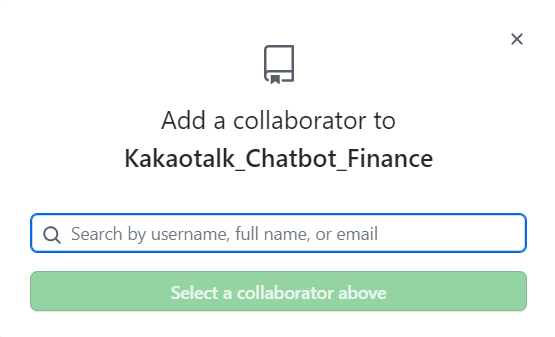 Add a collaborator to
Kakaotalk_Chatbot_Finance
Search by username, full name, or email
Select a collaborator above